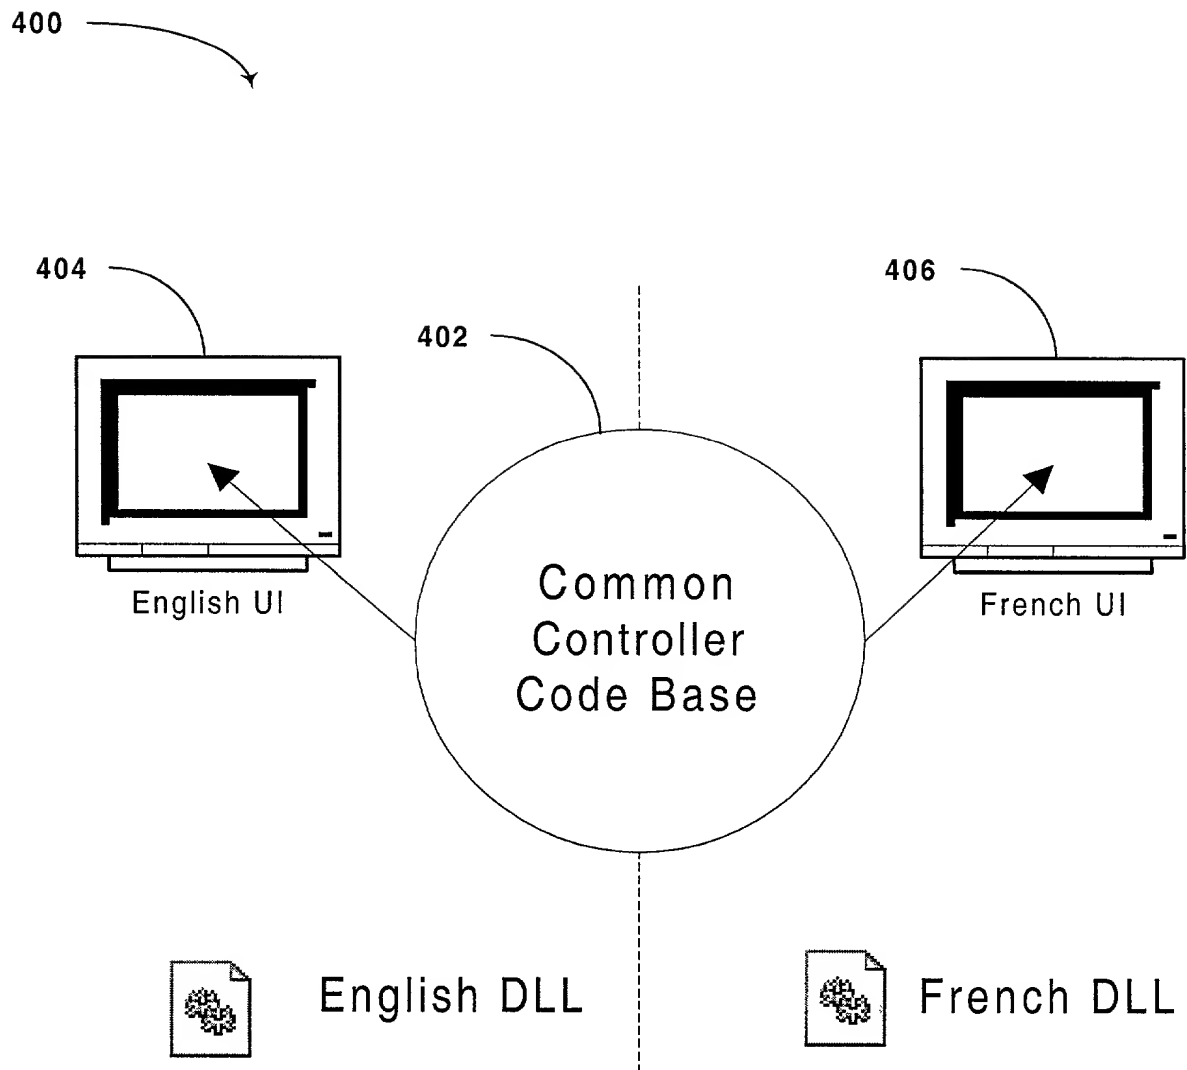 400
404
406
402
English UI
French UI
Common
Controller
Code Base
English DLL
French DLL